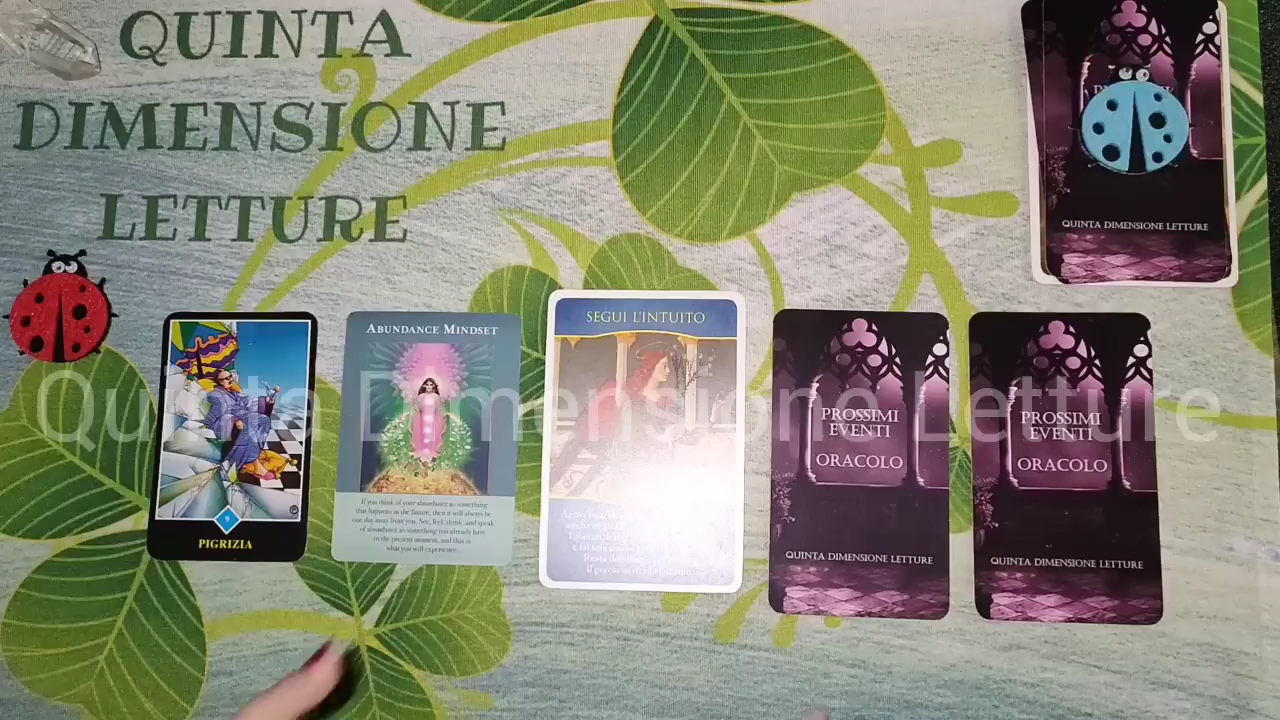 QUINTA
DIMENSIONE
LETTURE
QUINTA DIMENSIONE LETTURE
Quinta Dimensione Letture
9
PIGRIZIA
ABUNDANCE MINDSET
If you think of your abundance as something
that happens in the future, then it will always be
one day away from you. See, feel, think, and speak
of abundance as something you already have
in the present moment, and this is
what you will experience.
SEGUI L'INTUITO
PROSSIMI
EVENTI
ORACOLO
QUINTA DIMENSIONE LETTURE
PROSSIMI
EVENTI
ORACOLO
QUINTA DIMENSIONE LETTURE